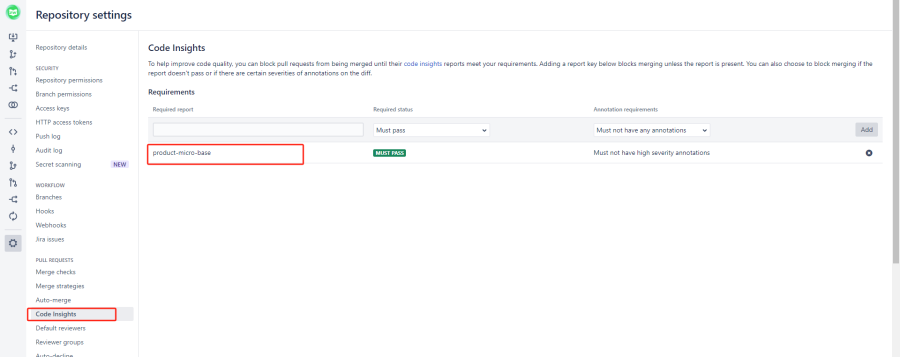 Repository settings
Repository details
SECURITY
Repository permissions
Branch permissions
Access keys
HTTP access tokens
Push log
Audit log
Secret scanning NEW
WORKFLOW
Branches
Hooks
Webhooks
Jira issues
PULL REQUESTS
Merge checks
Merge strategies
Auto-merge
Code Insights
Default reviewers
Reviewer groups
Auto-decline
Code Insights
To help improve code quality, you can block pull requests from being merged until their code insights reports meet your requirements. Adding a report key below blocks merging unless the report is present. You can also choose to block merging if the
report doesn't pass or if there are certain severities of annotations on the diff.
Requirements
Required report Required status Annotation requirements
Must pass Must not have any annotations Add
product-micro-base MUST PASS Must not have high severity annotations